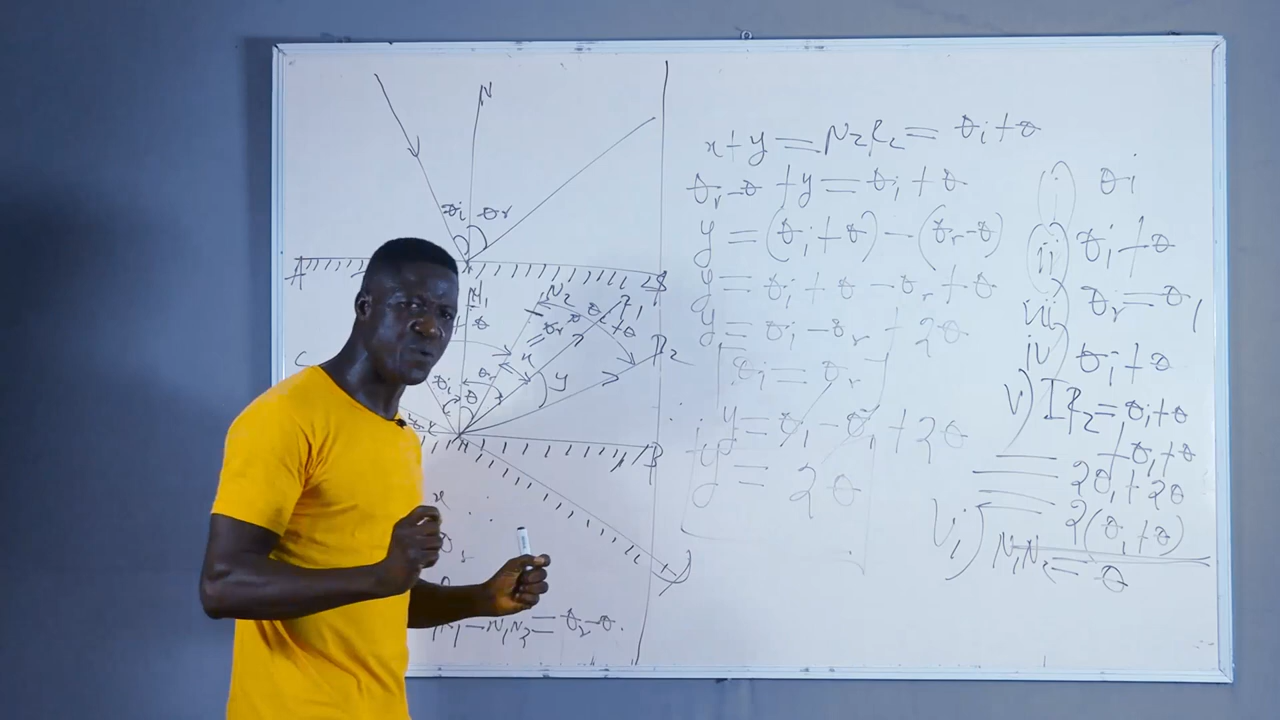 N
θi θr
A
N1
N2
R1
R2
θ
C
y
B
x + y = N2R2 = θi + θ
θr - θ + y = θi + θ
y = (θi + θ) - (θr - θ)
y = θi + θ - θr + θ
y = θi - θr + 2θ
θi = θr
∴ y = θi - θi + 2θ
y = 2θ
i) θi
ii) θi + θ
iii) θr = θi
iv) θi + θ
v) IR2 = θi + θ
+ θi + θ
= 2θi + 2θ
= 2(θi + θ)
vi) N1N2 = θ
R1 - N1N2 = θr - θ.